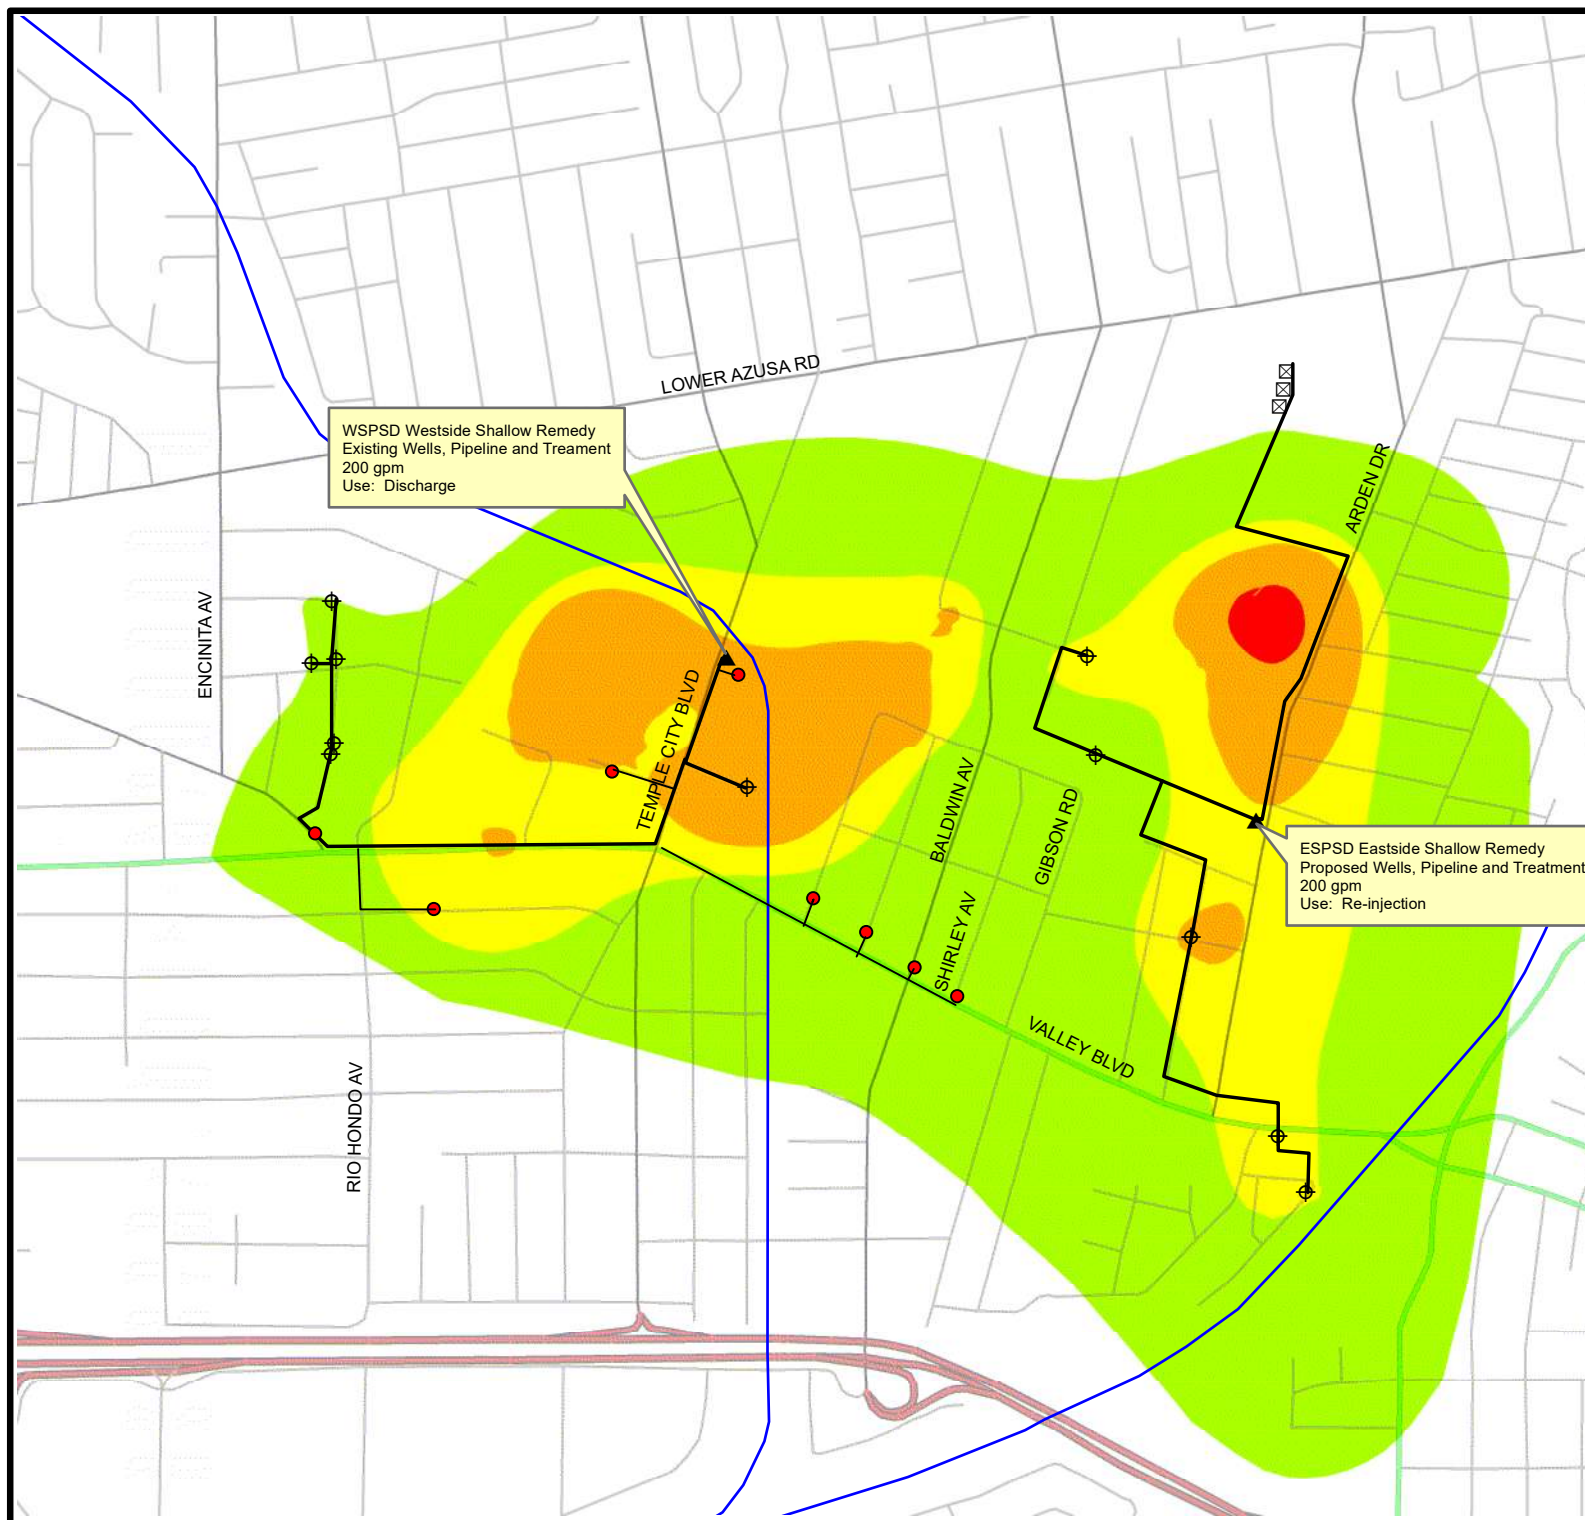 LOWER AZUSA RD
WSPSD Westside Shallow Remedy
Existing Wells, Pipeline and Treament
200 gpm
Use: Discharge
ARDEN DR
ENCINITA AV
TEMPLE CITY BLVD
BALDWIN AV
GIBSON RD
ESPSD Eastside Shallow Remedy
Proposed Wells, Pipeline and Treatment
200 gpm
Use: Re-injection
SHIRLEY AV
VALLEY BLVD
RIO HONDO AV